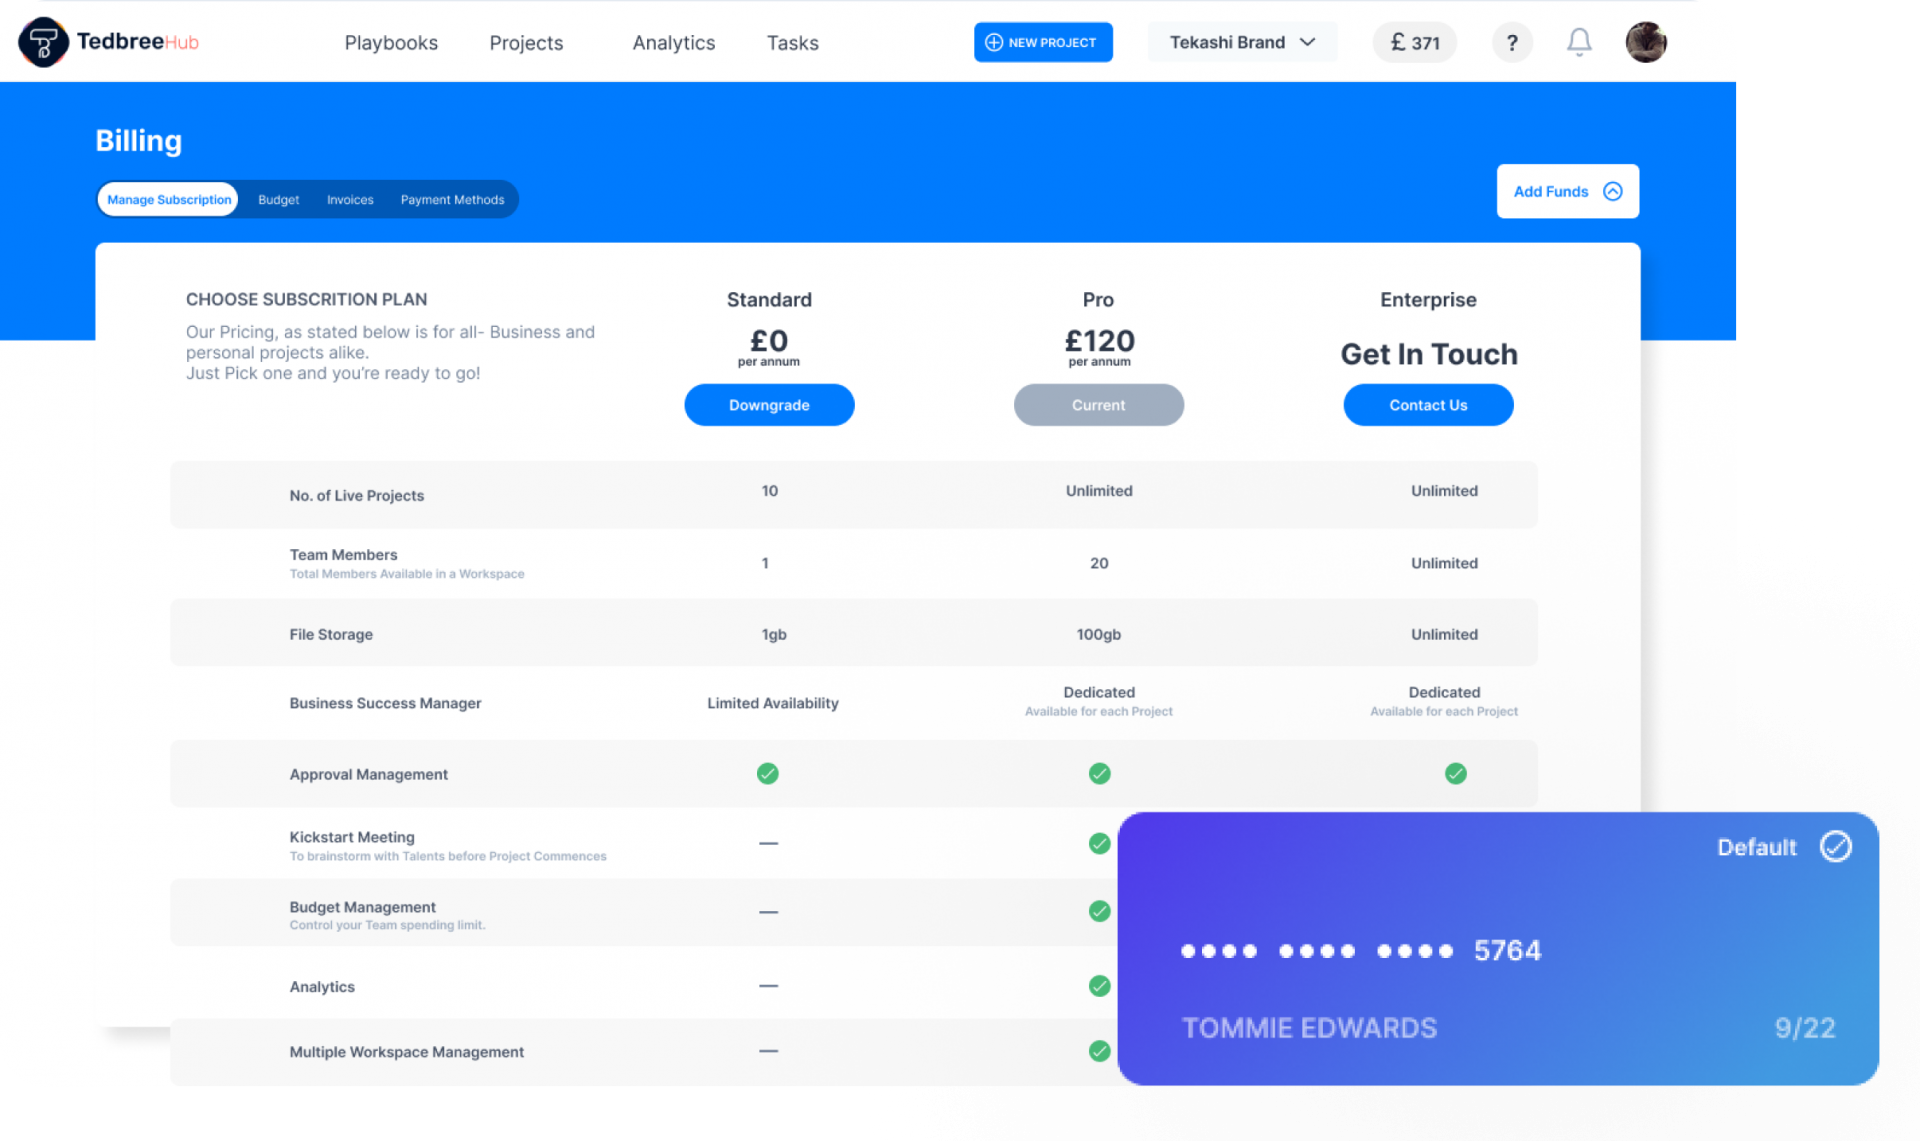 TedbreeHub Playbooks Projects Analytics Tasks NEW PROJECT Tekashi Brand £ 371 ?
Billing
Manage Subscription Budget Invoices Payment Methods
Add Funds
CHOOSE SUBSCRITION PLAN
Our Pricing, as stated below is for all- Business and
personal projects alike.
Just Pick one and you're ready to go!
Standard
£0
per annum
Downgrade
Pro
£120
per annum
Current
Enterprise
Get In Touch
Contact Us
No. of Live Projects 10 Unlimited Unlimited
Team Members
Total Members Available in a Workspace
1 20 Unlimited
File Storage 1gb 100gb Unlimited
Business Success Manager Limited Availability
Dedicated
Available for each Project
Dedicated
Available for each Project
Approval Management
Kickstart Meeting
To brainstorm with Talents before Project Commences
—
Budget Management
Control your Team spending limit.
—
Analytics —
Multiple Workspace Management —
Default
•••• •••• •••• 5764
TOMMIE EDWARDS 9/22